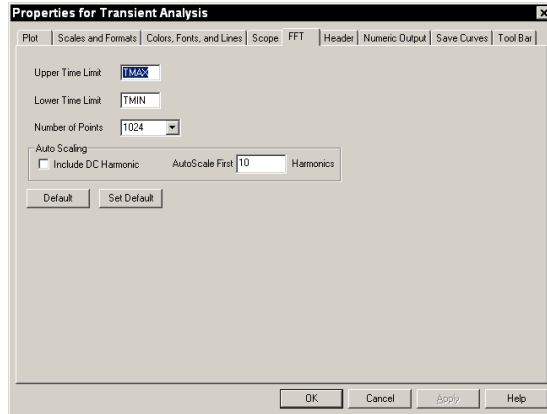 Properties for Transient Analysis
Plot Scales and Formats Colors, Fonts, and Lines Scope FFT Header Numeric Output Save Curves Tool Bar
Upper Time Limit TMAX
Lower Time Limit TMIN
Number of Points 1024
Auto Scaling
Include DC Harmonic AutoScale First 10 Harmonics
Default Set Default
OK Cancel Apply Help